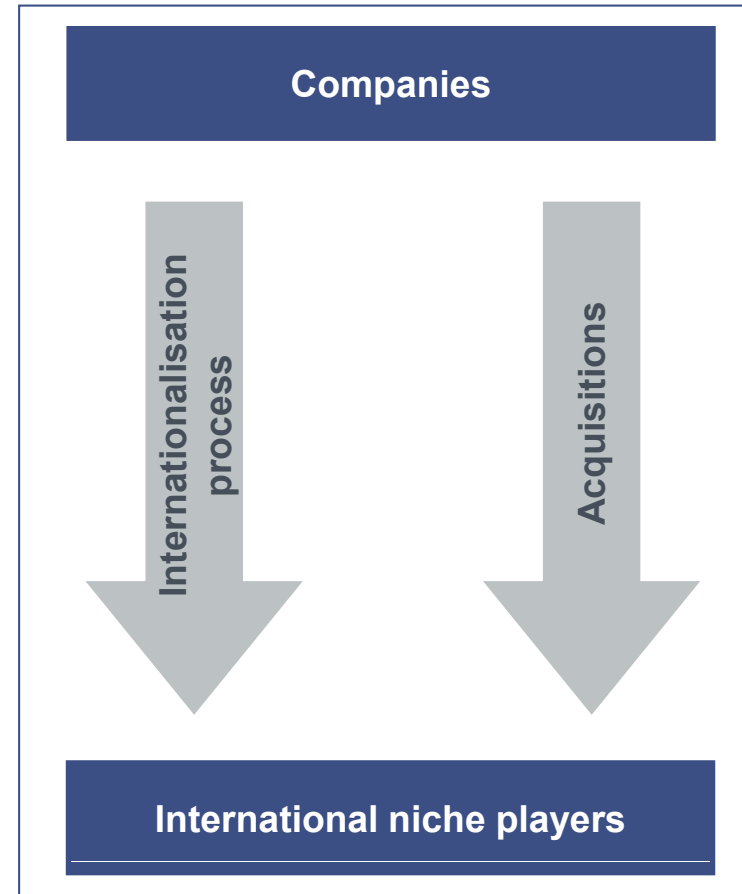 Companies
Internationalisation
process
Acquisitions
International niche players